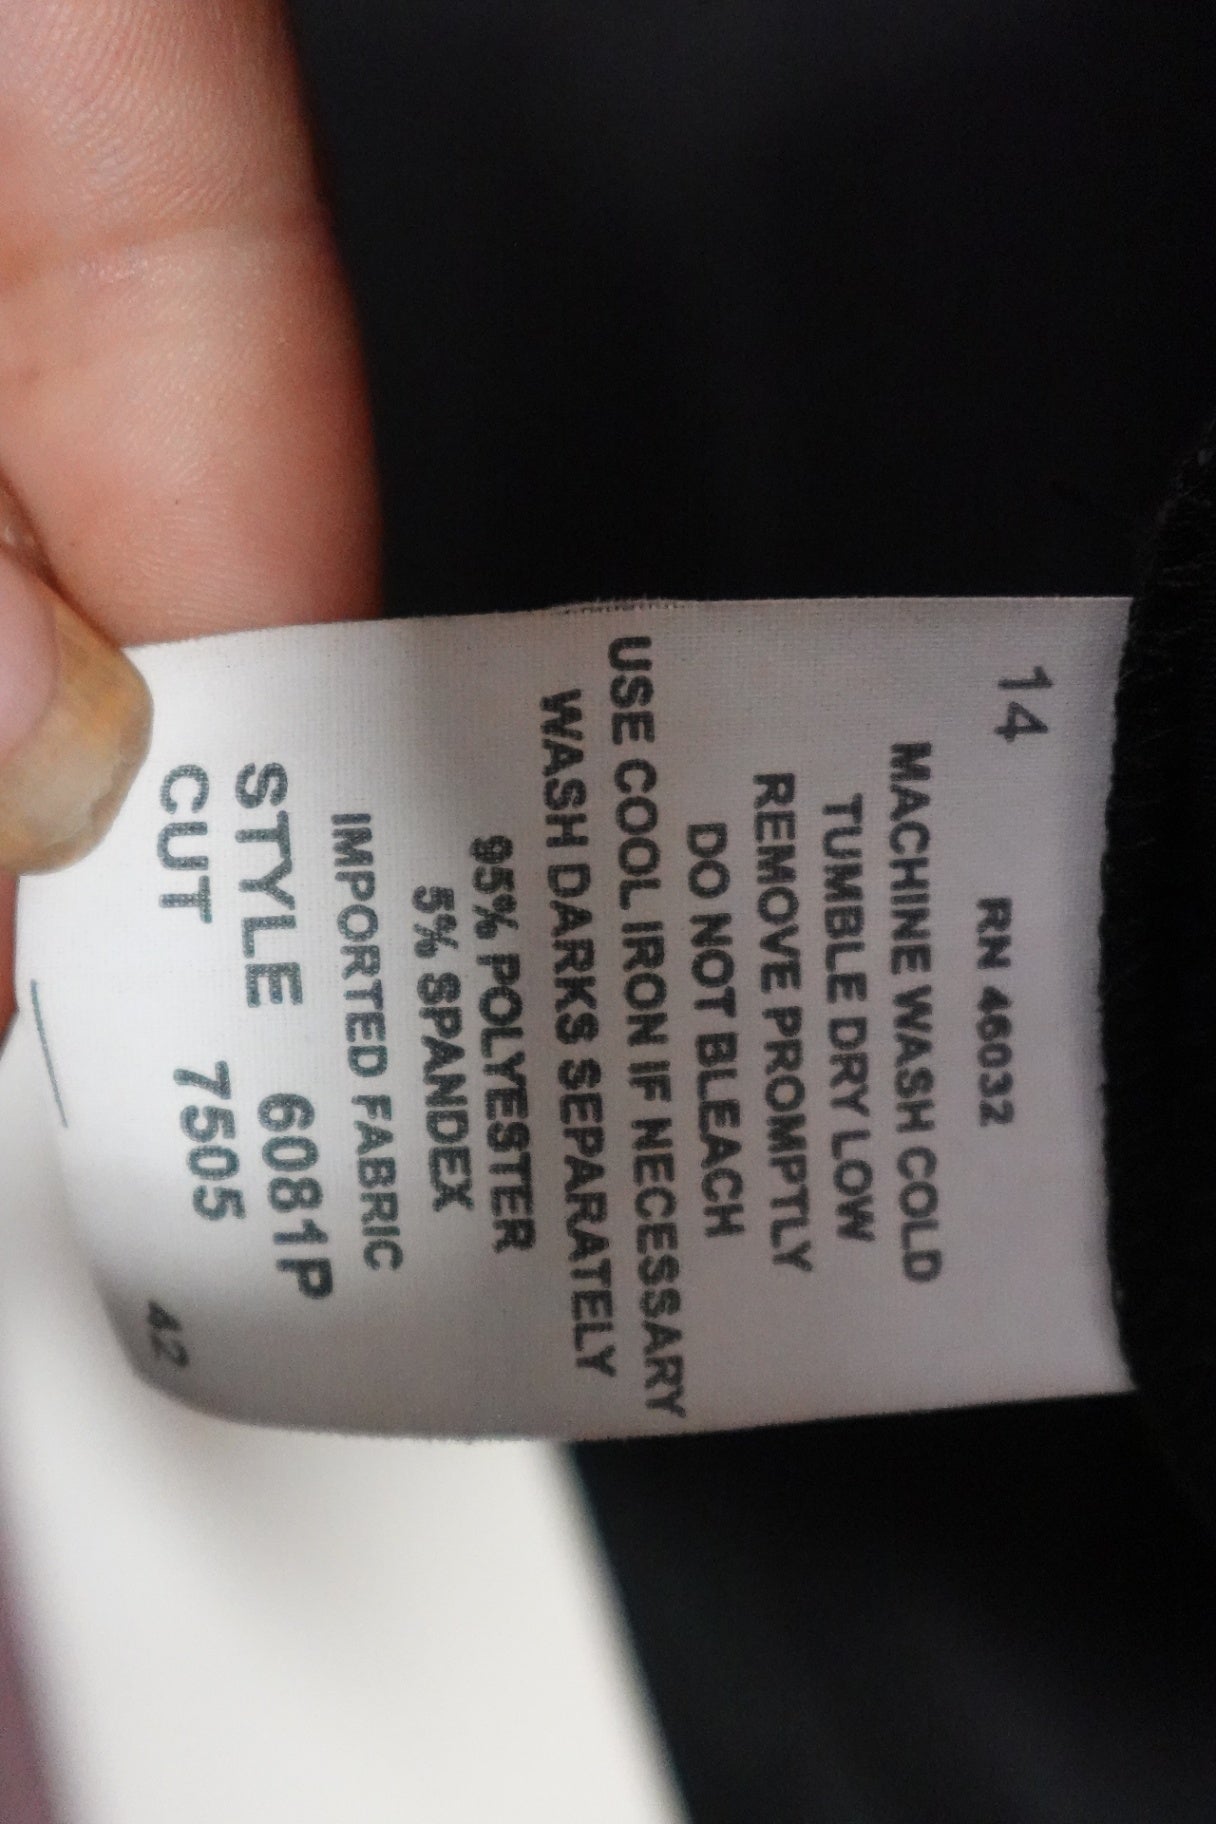 14
RN 46032
MACHINE WASH COLD
TUMBLE DRY LOW
REMOVE PROMPTLY
DO NOT BLEACH
USE COOL IRON IF NECESSARY
WASH DARKS SEPARATELY
95% POLYESTER
5% SPANDEX
IMPORTED FABRIC
STYLE 6081P
CUT 7505
42